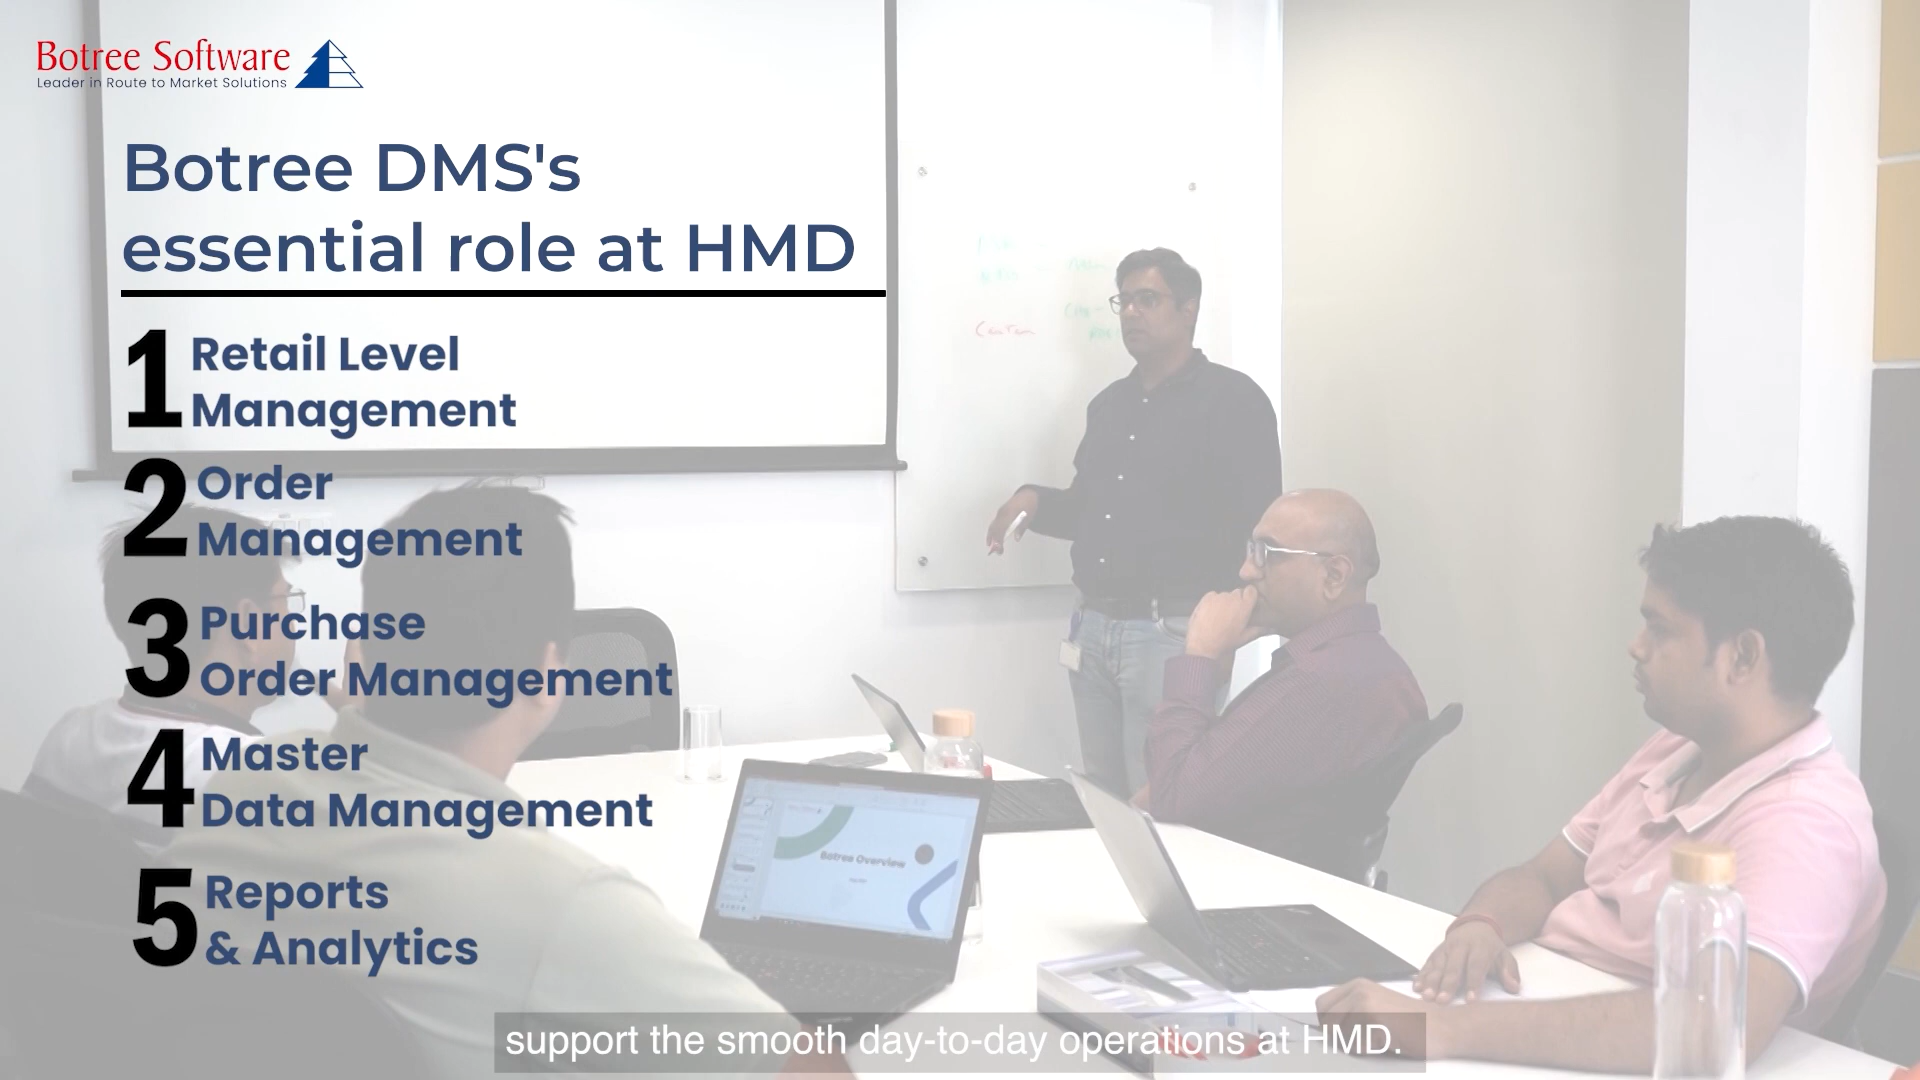 Botree Software
Leader in Route to Market Solutions
Botree DMS's
essential role at HMD
1 Retail Level
Management
2 Order
Management
3 Purchase
Order Management
4 Master
Data Management
5 Reports
& Analytics
Botree Overview
support the smooth day-to-day operations at HMD.